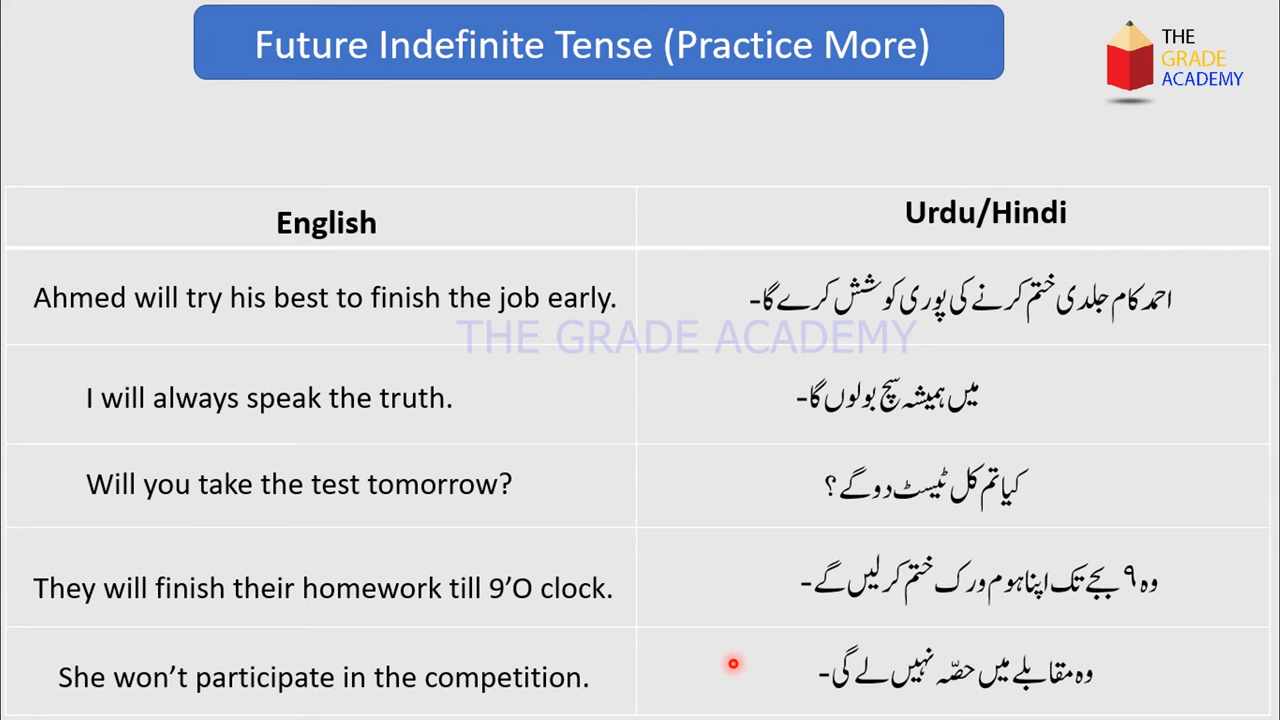 Future Indefinite Tense (Practice More)
THE
GRADE
ACADEMY
English
Urdu/Hindi
Ahmed will try his best to finish the job early.
احمد کام جلدی ختم کرنے کی پوری کوشش کرے گا-
THE GRADE ACADEMY
I will always speak the truth.
میں ہمیشہ سچ بولوں گا-
Will you take the test tomorrow?
کیا تم کل ٹیسٹ دو گے ؟
They will finish their homework till 9’O clock.
وہ ۹ بجے تک اپنا ہوم ورک ختم کر لیں گے -
She won’t participate in the competition.
وہ مقابلے میں حصّہ نہیں لے گی-